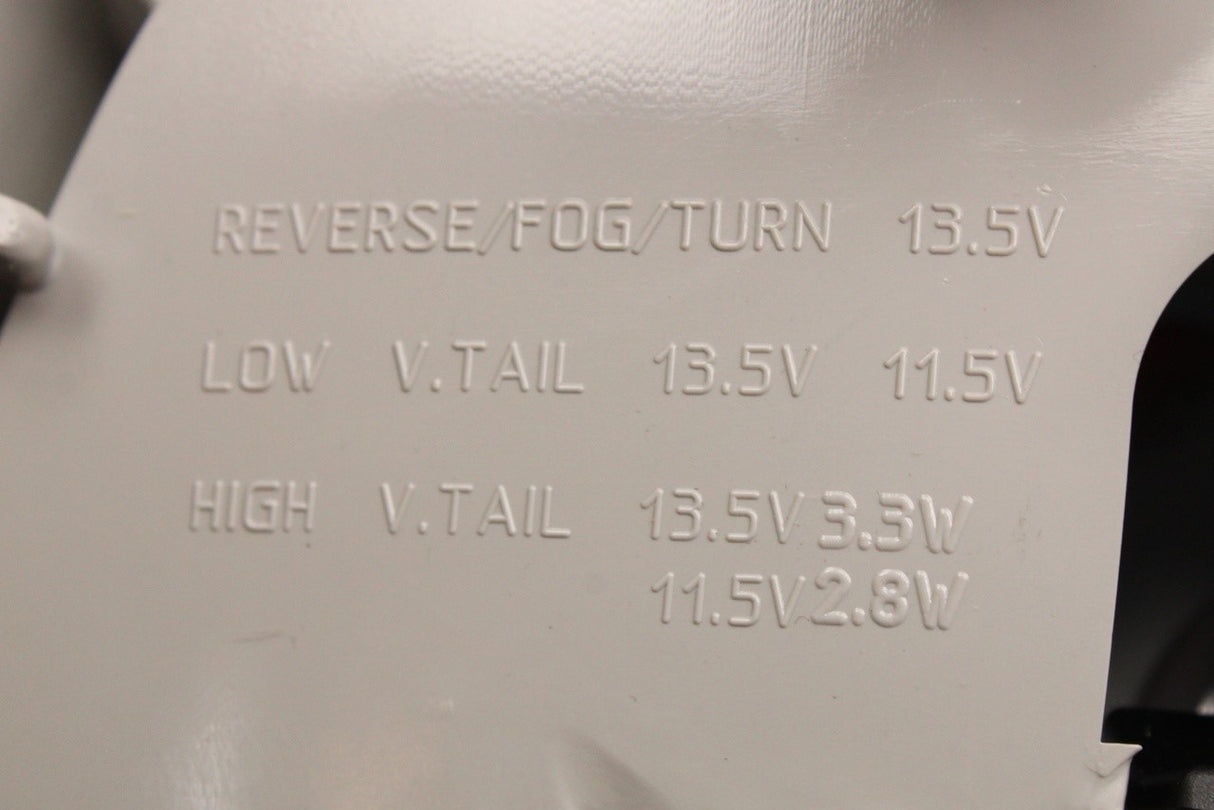 REVERSE/FOG/TURN 13.5V
LOW V.TAIL 13.5V 11.5V
HIGH V.TAIL 13.5V 3.3W
11.5V 2.8W